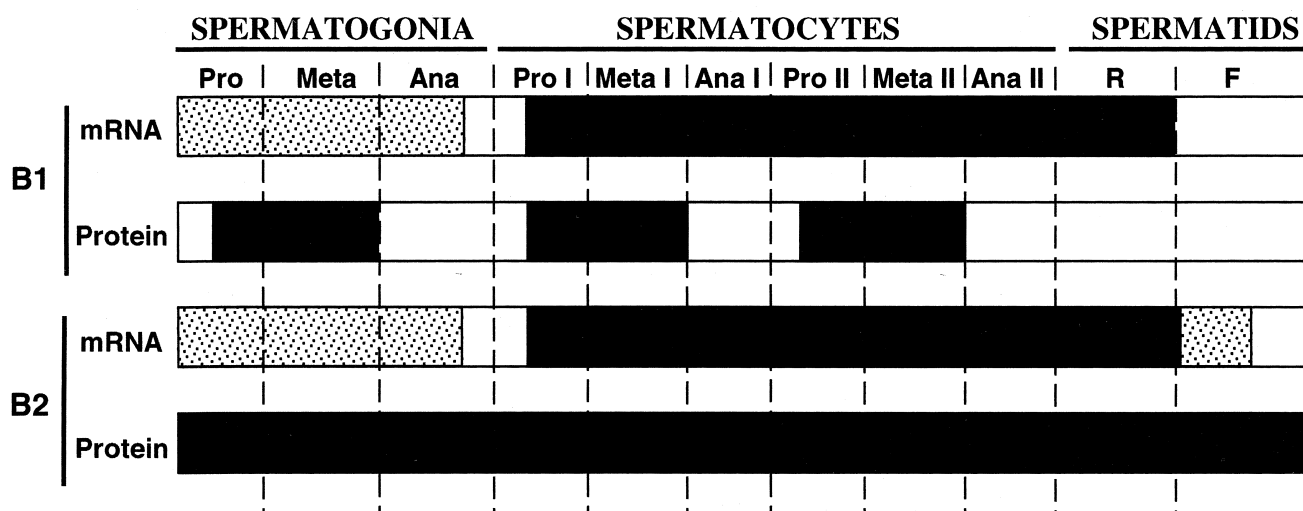 SPERMATOGONIA SPERMATOCYTES SPERMATIDS
Pro Meta Ana Pro I Meta I Ana I Pro II Meta II Ana II R F
mRNA
B1
Protein
mRNA
B2
Protein